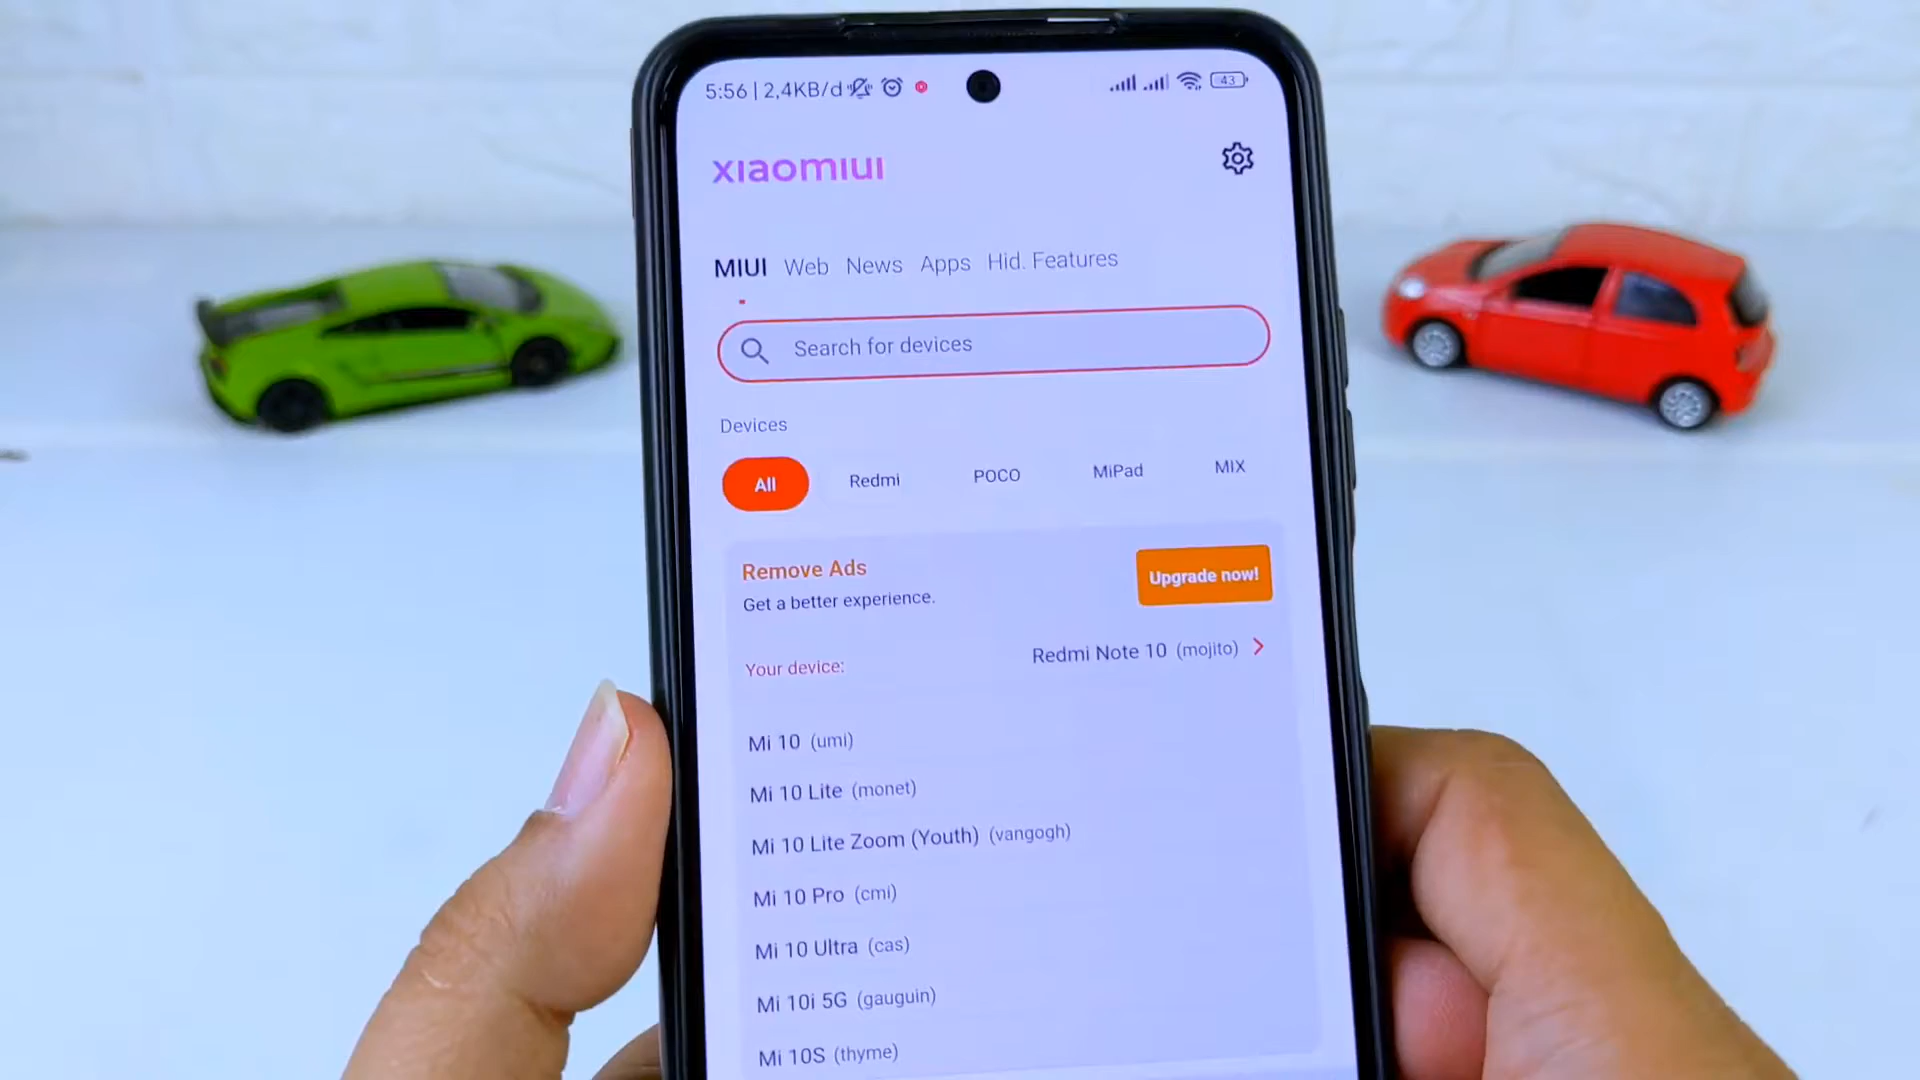 5:56 | 2,4KB/d
43
xiaomiui
MIUI Web News Apps Hid. Features
Search for devices
Devices
All Redmi POCO MiPad MIX
Remove Ads
Get a better experience.
Upgrade now!
Your device: Redmi Note 10 (mojito)
Mi 10 (umi)
Mi 10 Lite (monet)
Mi 10 Lite Zoom (Youth) (vangogh)
Mi 10 Pro (cmi)
Mi 10 Ultra (cas)
Mi 10i 5G (gauguin)
Mi 10S (thyme)